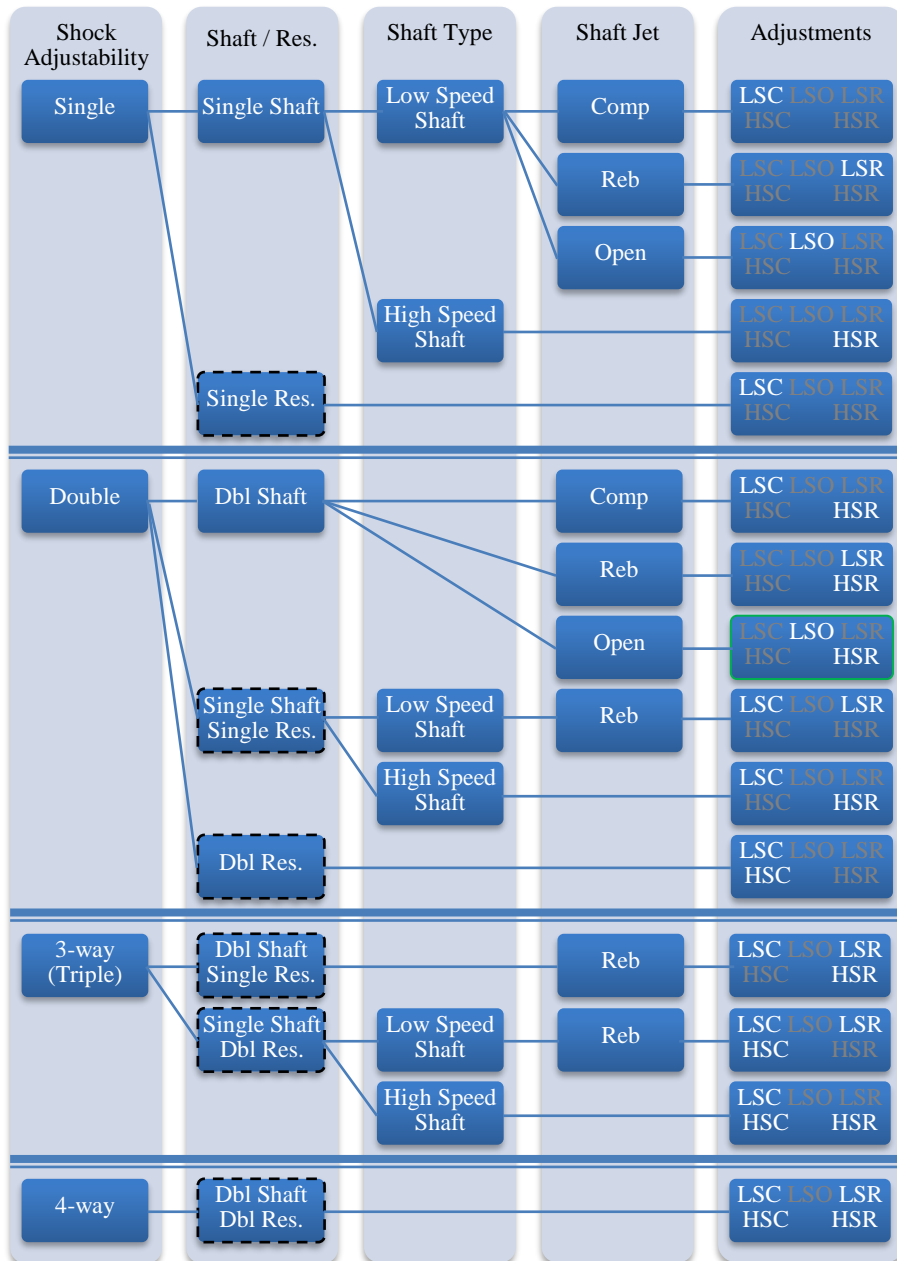 Shock
Adjustability
Shaft / Res.
Shaft Type
Shaft Jet
Adjustments
Single
Single Shaft
Low Speed
Shaft
Comp
LSC LSO LSR
HSC HSR
Reb
LSC LSO LSR
HSC HSR
Open
LSC LSO LSR
HSC HSR
High Speed
Shaft
LSC LSO LSR
HSC HSR
Single Res.
LSC LSO LSR
HSC HSR
Double
Dbl Shaft
Comp
LSC LSO LSR
HSC HSR
Reb
LSC LSO LSR
HSC HSR
Open
LSC LSO LSR
HSC HSR
Single Shaft
Single Res.
Low Speed
Shaft
Reb
LSC LSO LSR
HSC HSR
High Speed
Shaft
LSC LSO LSR
HSC HSR
Dbl Res.
LSC LSO LSR
HSC HSR
3-way
(Triple)
Dbl Shaft
Single Res.
Reb
LSC LSO LSR
HSC HSR
Single Shaft
Dbl Res.
Low Speed
Shaft
Reb
LSC LSO LSR
HSC HSR
High Speed
Shaft
LSC LSO LSR
HSC HSR
4-way
Dbl Shaft
Dbl Res.
LSC LSO LSR
HSC HSR